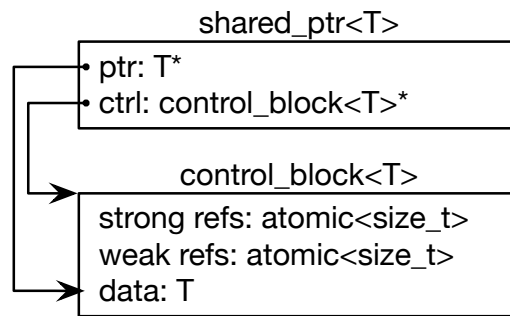 shared_ptr<T>
ptr: T*
ctrl: control_block<T>*
control_block<T>
strong refs: atomic<size_t>
weak refs: atomic<size_t>
data: T